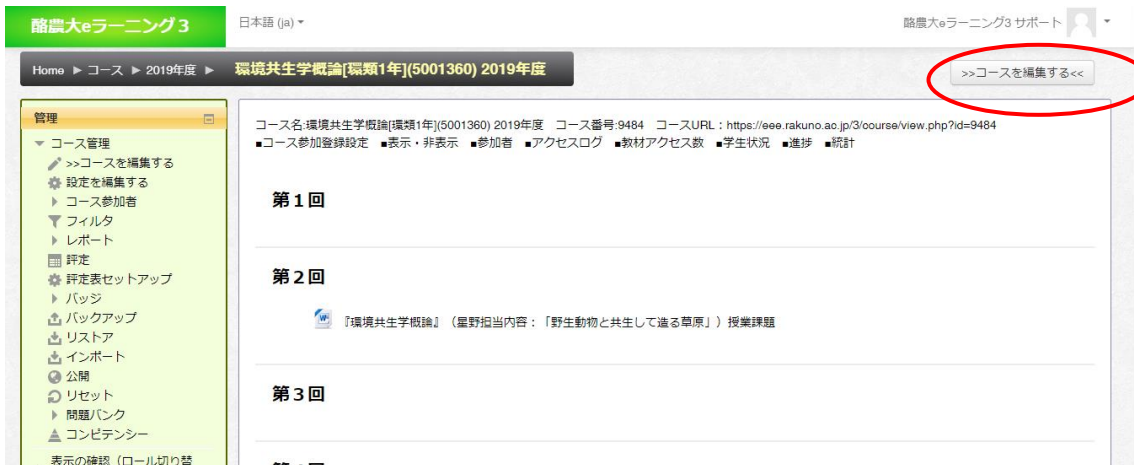 酪農大eラーニング3
日本語 (ja)
酪農大eラーニング3 サポート
Home ▶ コース ▶ 2019年度 ▶ 環境共生学概論[環類1年](5001360) 2019年度
>>コースを編集する<<
管理
コース管理
>>コースを編集する
設定を編集する
コース参加者
フィルタ
レポート
評定
評定表セットアップ
バッジ
バックアップ
リストア
インポート
公開
リセット
問題バンク
コンピテンシー
表示の確認（ロール切り替
コース名:環境共生学概論[環類1年](5001360) 2019年度 コース番号:9484 コースURL：https://eee.rakuno.ac.jp/3/course/view.php?id=9484
■コース参加登録設定 ■表示・非表示 ■参加者 ■アクセスログ ■教材アクセス数 ■学生状況 ■進捗 ■統計
第１回
第２回
『環境共生学概論』（星野担当内容：「野生動物と共生して造る草原」）授業課題
第３回